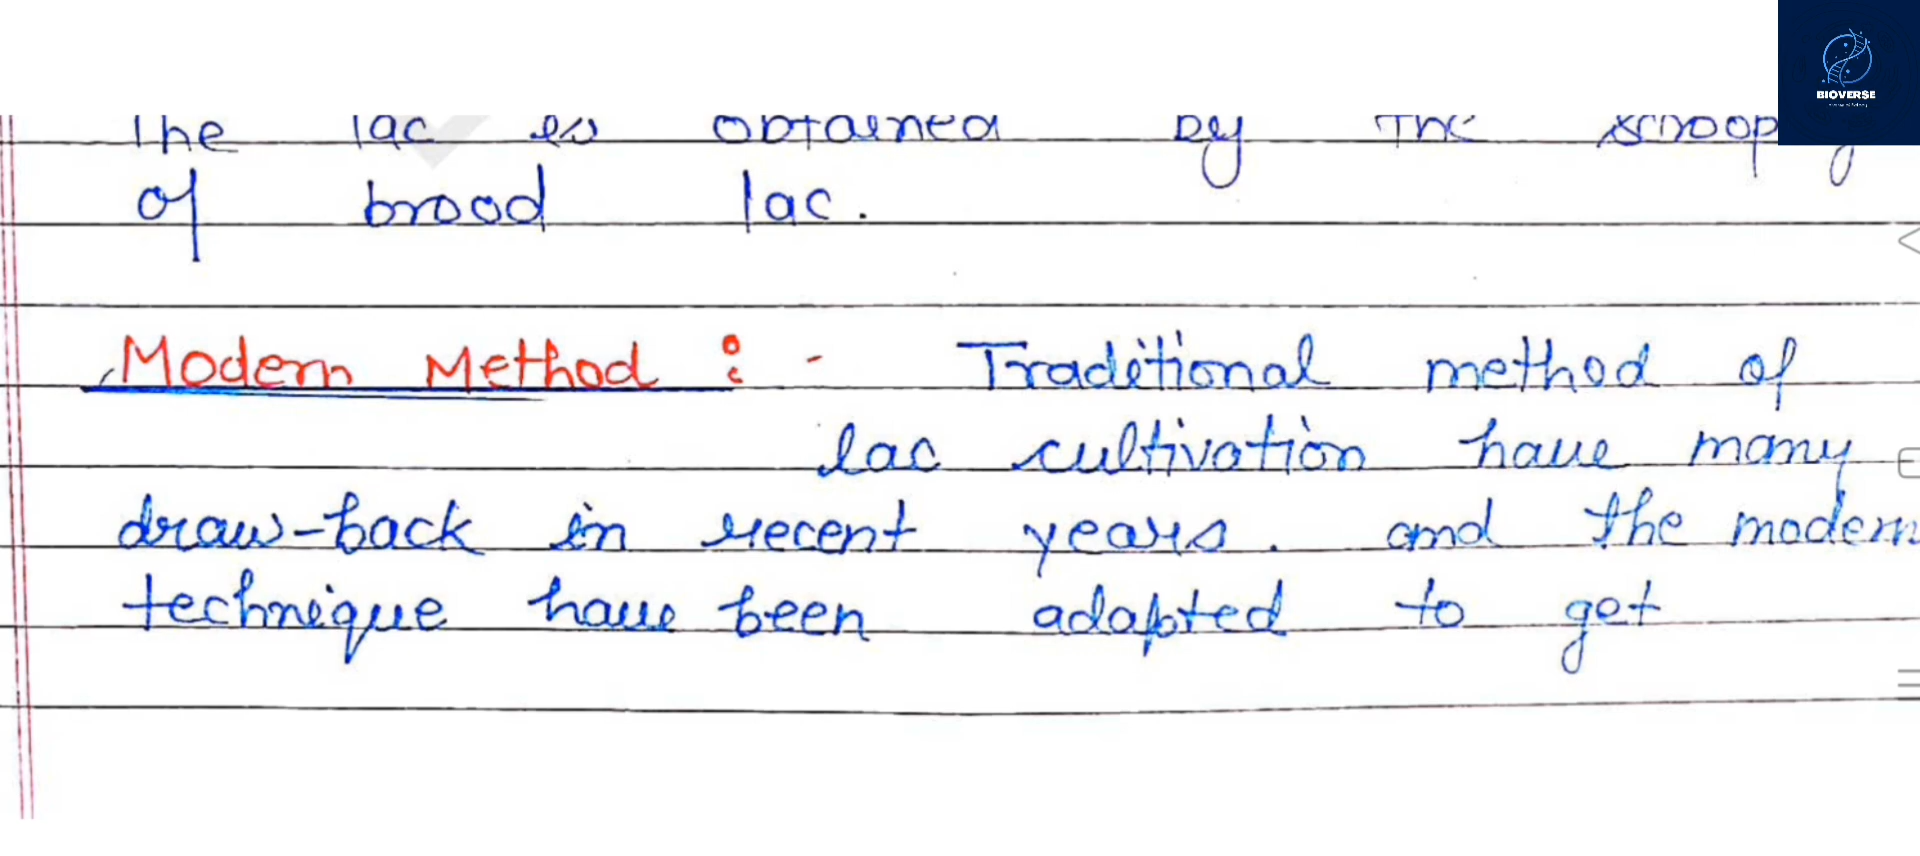 BIOVERSE
The lac is obtained by the
of brood lac.
Modern Method :- Traditional method of
lac cultivation have many
draw-back in recent years. and the modern
technique have been adapted to get